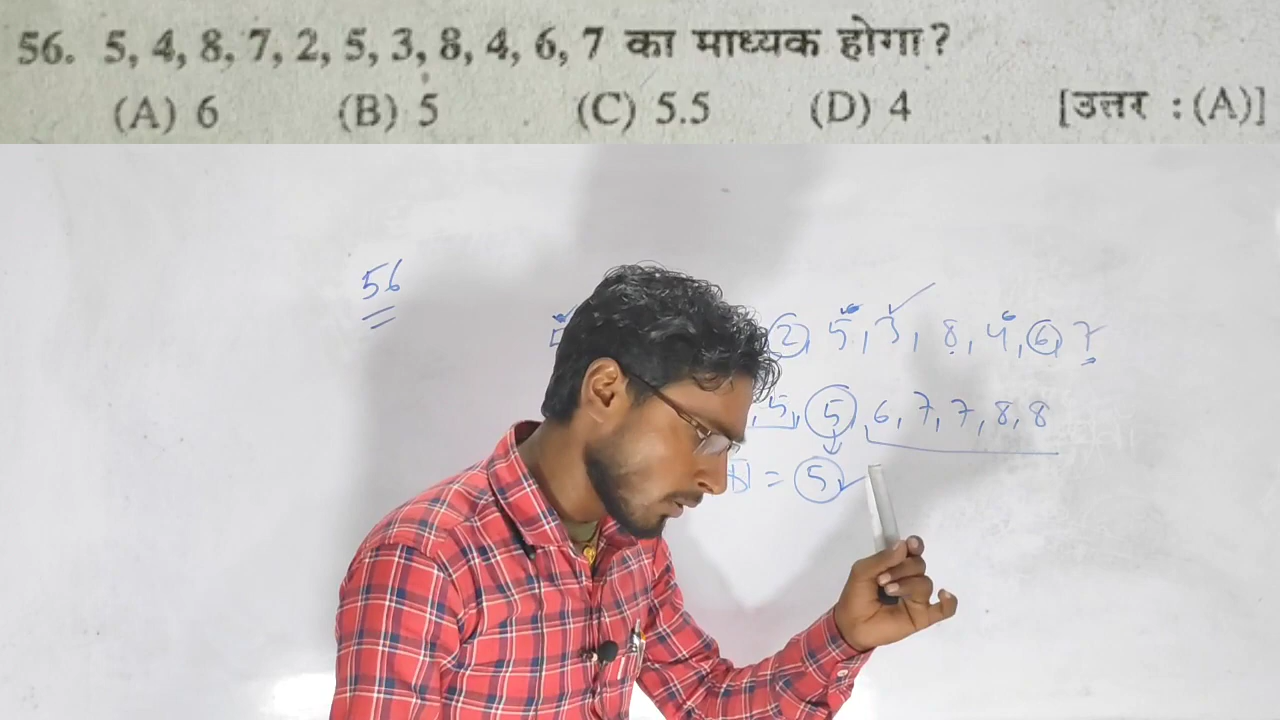 56. 5, 4, 8, 7, 2, 5, 3, 8, 4, 6, 7 का माध्यक होगा?
(A) 6 (B) 5 (C) 5.5 (D) 4 [उत्तर : (A)]
56
2, 5, 3, 8, 4, 6, 7
, 5, 5, 6, 7, 7, 8, 8
= 5